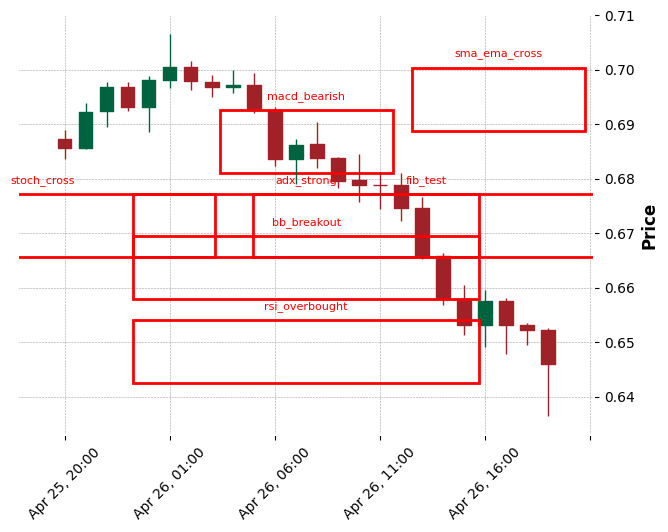 0.71
sma_ema_cross
0.70
macd_bearish
0.69
stoch_cross
adx_strong
fib_test
0.68
bb_breakout
0.67
Price
0.66
rsi_overbought
0.65
0.64
Apr 25, 20:00
Apr 26, 01:00
Apr 26, 06:00
Apr 26, 11:00
Apr 26, 16:00